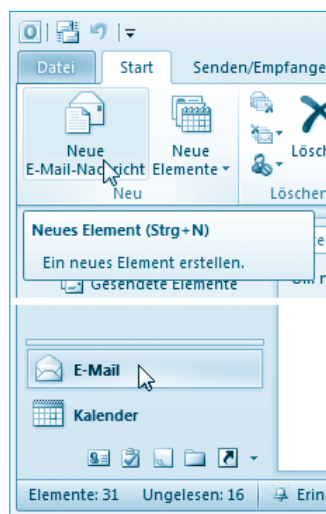 Datei Start Senden/Empfange
Neue E-Mail-Nachricht
Neue Elemente
Lösch
Neu
Löschen
Neues Element (Strg+N)
Ein neues Element erstellen.
Gesendete Elemente
E-Mail
Kalender
Elemente: 31 Ungelesen: 16 Erin